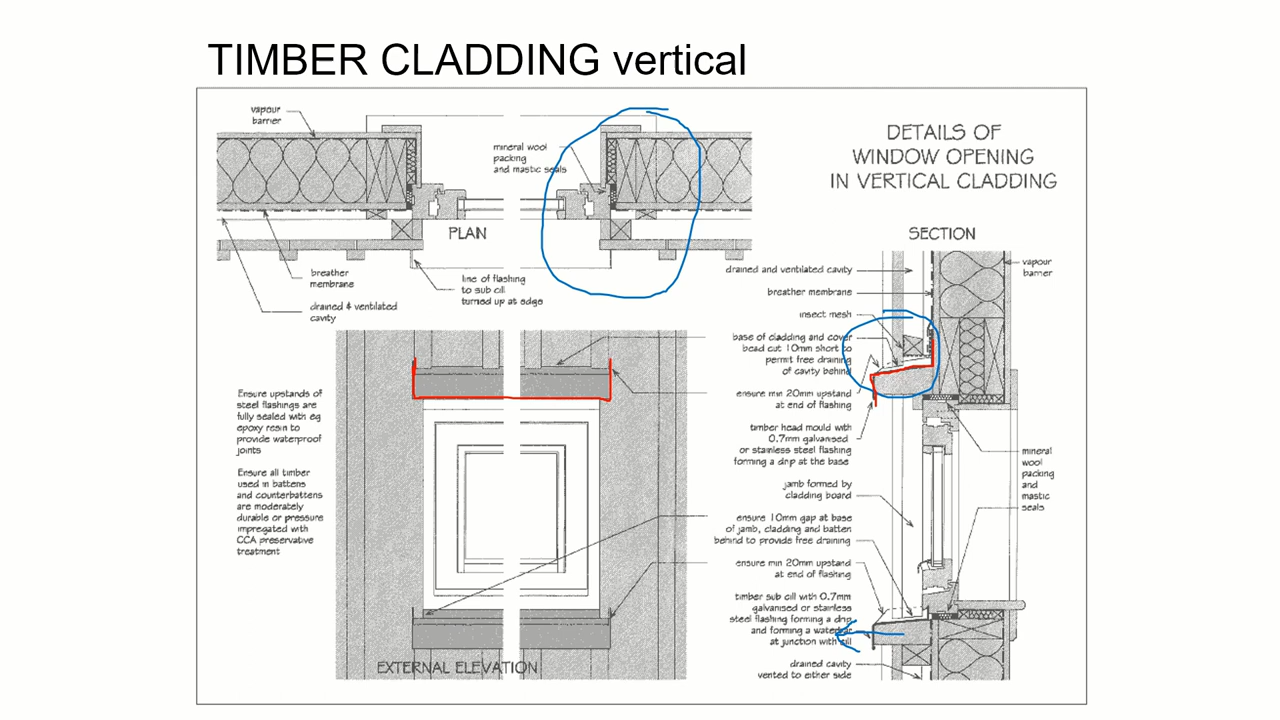 TIMBER CLADDING vertical
vapour
barrier
mineral wool
packing
and mastic seals
PLAN
breather
membrane
drained & ventilated
cavity
line of flashing
to sub cill
turned up at edge
DETAILS OF
WINDOW OPENING
IN VERTICAL CLADDING
SECTION
drained and ventilated cavity
breather membrane
insect mesh
base of cladding and cover
bead cut 10mm short to
permit free draining
of cavity behind
ensure min 20mm upstand
at end of flashing
timber head mould with
0.7mm galvanised
or stainless steel flashing
forming a drip at the base
jamb formed by
cladding board
ensure 10mm gap at base
of jamb, cladding and batten
behind to provide free draining
ensure min 20mm upstand
at end of flashing
timber sub cill with 0.7mm
galvanised or stainless
steel flashing forming a drip
and forming a waterbar
at junction with cill
drained cavity
vented to either side
vapour
barrier
mineral
wool
packing
and
mastic
seals
Ensure upstands of
steel flashings are
fully sealed with eg
epoxy resin to
provide waterproof
joints
Ensure all timber
used in battens
and counterbattens
are moderately
durable or pressure
impregnated with
CCA preservative
treatment
EXTERNAL ELEVATION